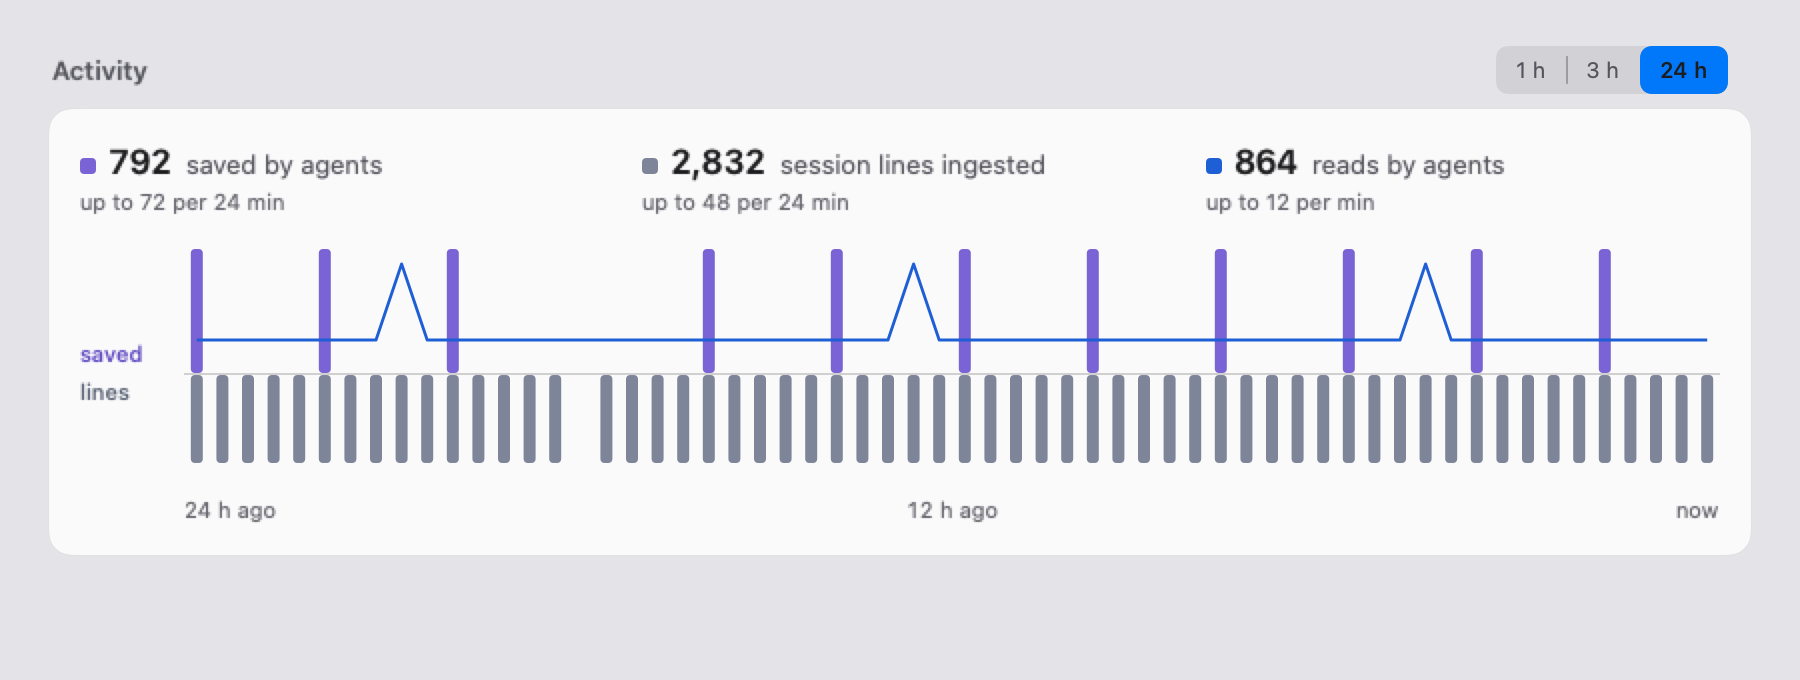 Activity
1 h
3 h
24 h
792 saved by agents
up to 72 per 24 min
2,832 session lines ingested
up to 48 per 24 min
864 reads by agents
up to 12 per min
saved
lines
24 h ago
12 h ago
now